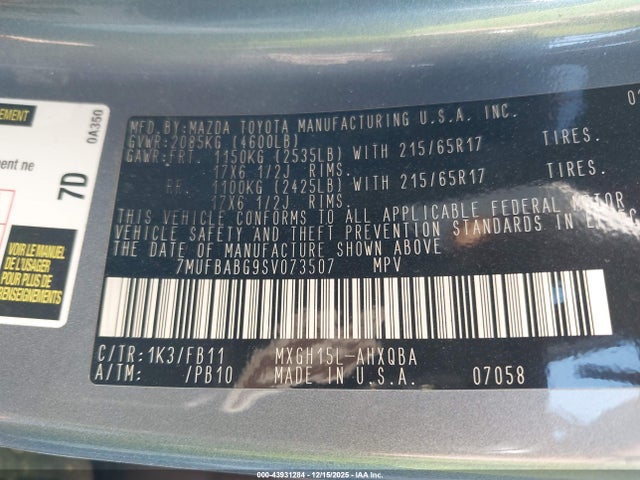 EMENT
0A350
ement ne
7D
VOIR LE MANUEL
DE L'USAGER
POUR PLUS DE
RENSEIGNEMENTS
01
MFD.BY:MAZDA TOYOTA MANUFACTURING U.S.A. INC.
GVWR:2085KG (4600LB)
GAWR:FRT. 1150KG (2535LB) WITH 215/65R17 TIRES.
17X6 1/2J RIMS.
RR. 1100KG (2425LB) WITH 215/65R17 TIRES.
17X6 1/2J RIMS.
THIS VEHICLE CONFORMS TO ALL APPLICABLE FEDERAL MOTOR
VEHICLE SAFETY AND THEFT PREVENTION STANDARDS IN
THE DATE OF MANUFACTURE SHOWN ABOVE
7MUFBABG9SV073507 MPV
C/TR:1K3/FB11 MXGH15L-AHXQBA
A/TM: /PB10 MADE IN U.S.A. 07058
000-43931284 - 12/15/2025 - IAA Inc.